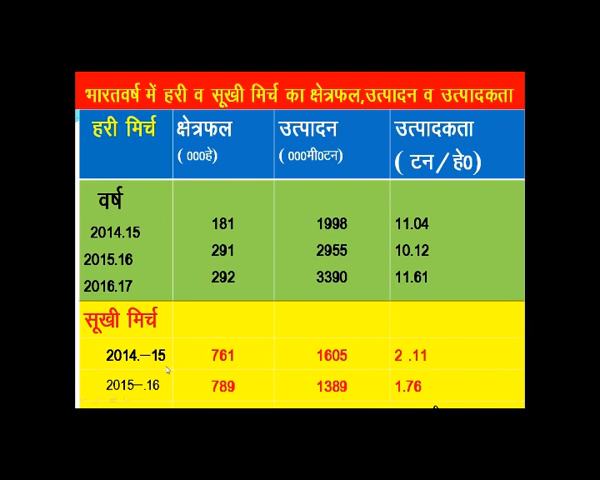 भारतवर्ष में हरी व सूखी मिर्च का क्षेत्रफल,उत्पादन व उत्पादकता
हरी मिर्च क्षेत्रफल उत्पादन उत्पादकता
( 000हे) ( 000मी0टन) ( टन/हे0)
वर्ष
2014.15 181 1998 11.04
2015.16 291 2955 10.12
2016.17 292 3390 11.61
सूखी मिर्च
2014.–15 761 1605 2 .11
2015–.16 789 1389 1.76